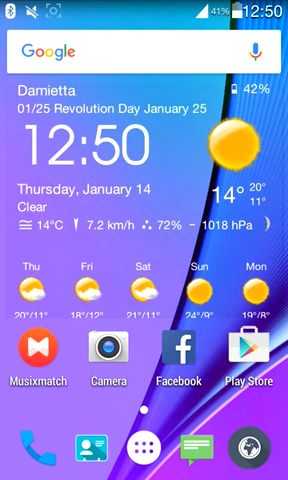 41% 12:50
Google
Damietta
42%
01/25 Revolution Day January 25
12:50
Thursday, January 14
Clear
14° 20° 11°
14°C 7.2 km/h 72% - 1018 hPa
Thu Fri Sat Sun Mon
20°/11° 18°/12° 21°/11° 24°/9° 19°/8°
Musixmatch Camera Facebook Play Store